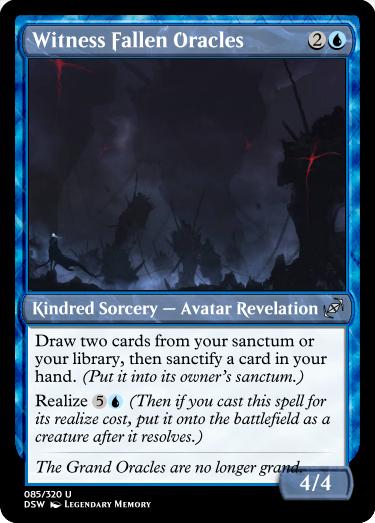 Witness Fallen Oracles 2
Kindred Sorcery — Avatar Revelation
Draw two cards from your sanctum or
your library, then sanctify a card in your
hand. (Put it into its owner's sanctum.)
Realize 5 (Then if you cast this spell for
its realize cost, put it onto the battlefield as a
creature after it resolves.)
The Grand Oracles are no longer grand.
4/4
085/320 U
DSW Legendary Memory